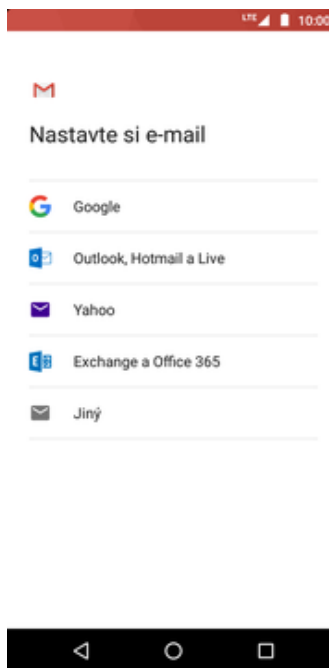 LTE 10:00
Nastavte si e-mail
Google
Outlook, Hotmail a Live
Yahoo
Exchange a Office 365
Jiný